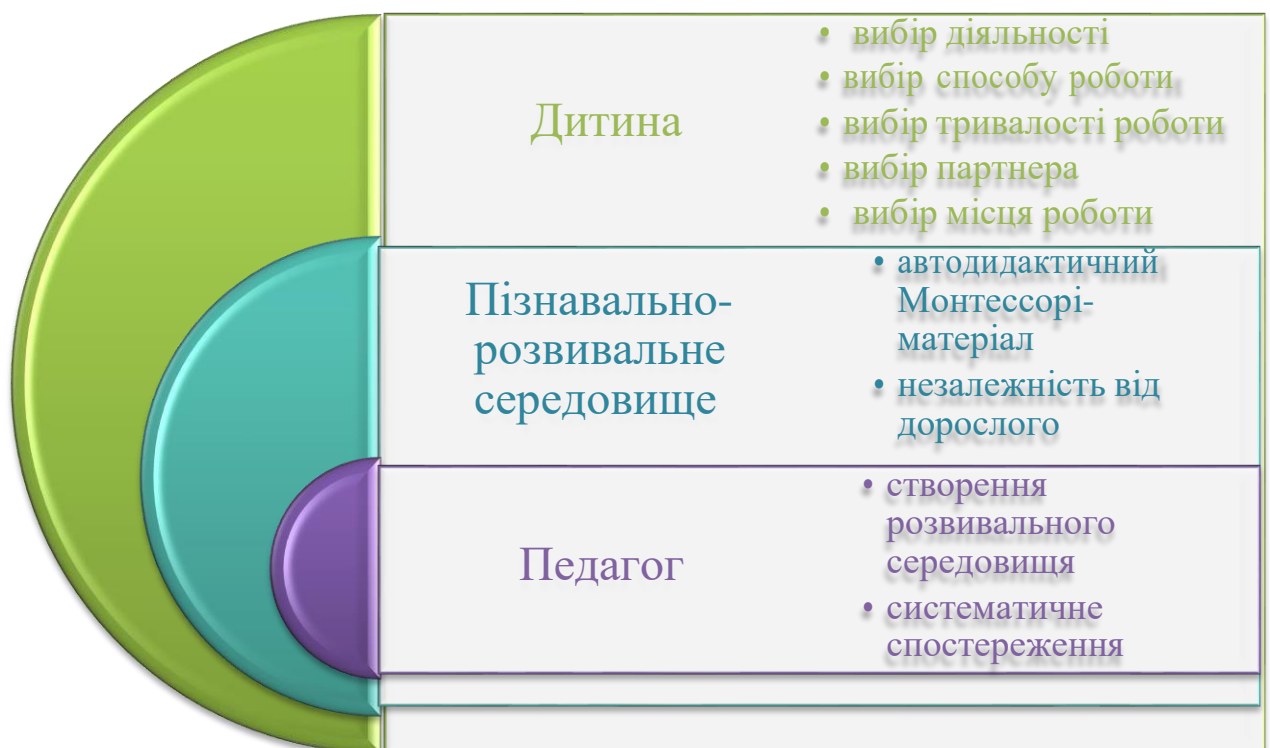 Дитина
• вибір діяльності
• вибір способу роботи
• вибір тривалості роботи
• вибір партнера
• вибір місця роботи
Пізнавально-
розвивальне
середовище
• автодидактичний
Монтессорі-
матеріал
• незалежність від
дорослого
Педагог
• створення
розвивального
середовища
• систематичне
спостереження